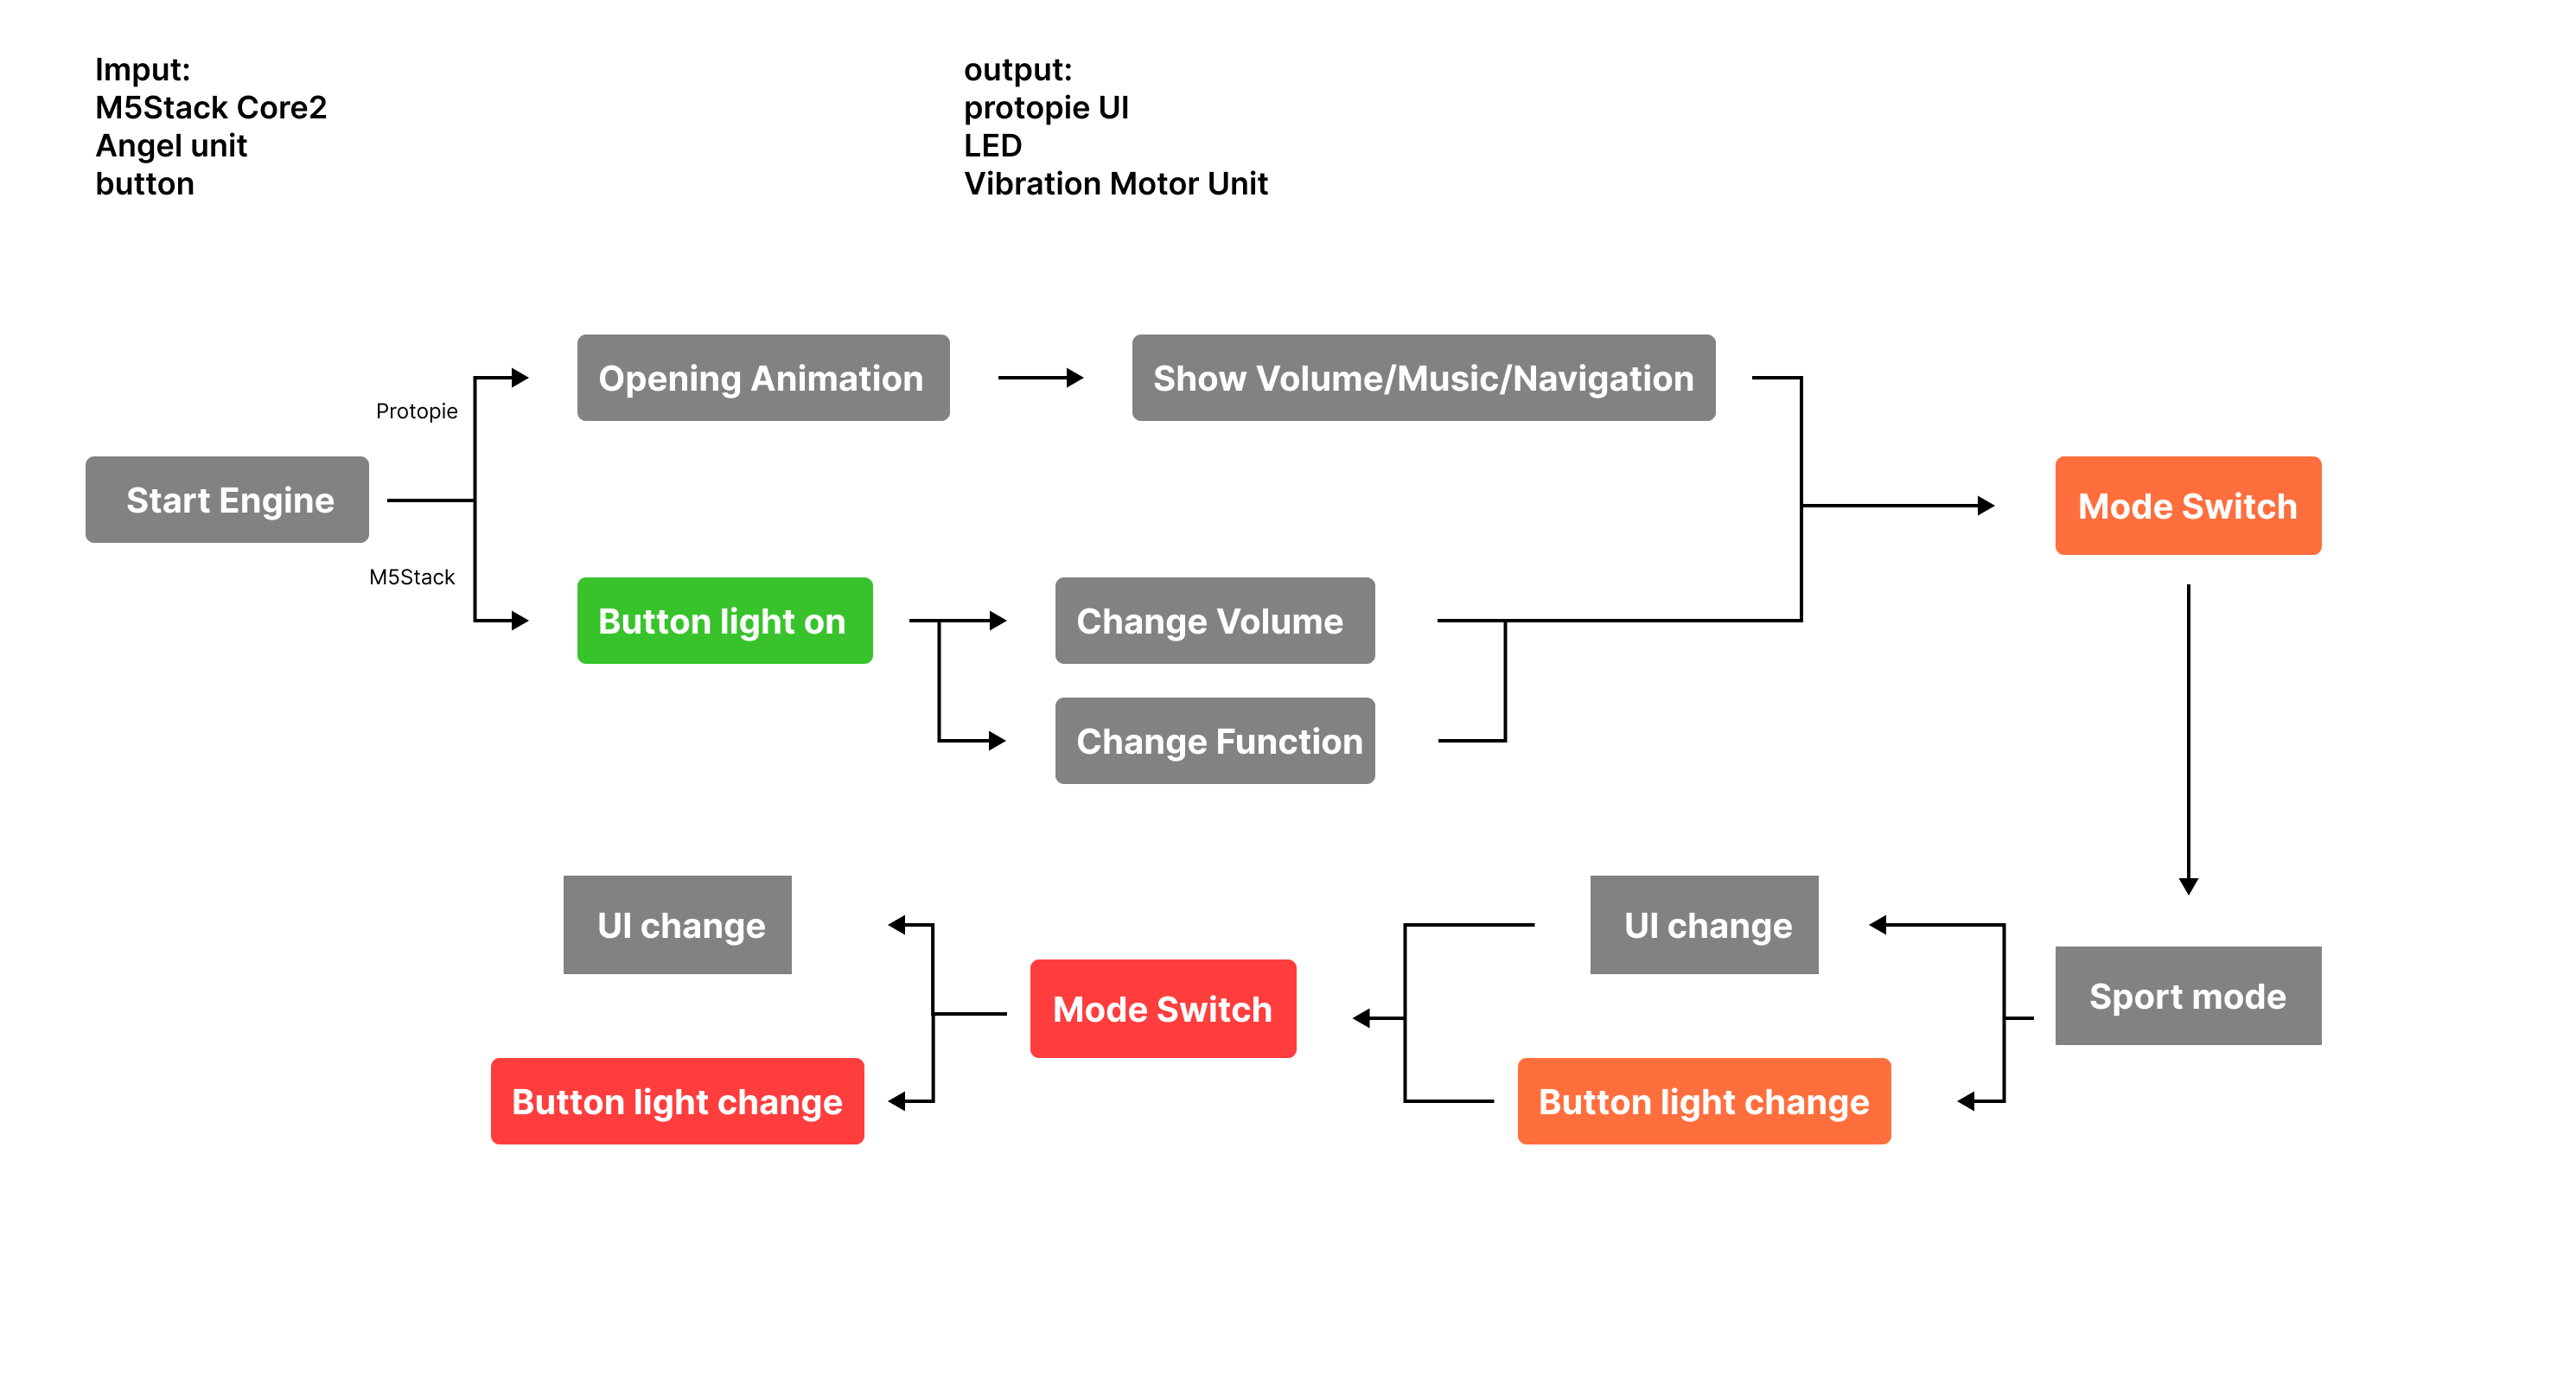 Imput:
M5Stack Core2
Angel unit
button
output:
protopie UI
LED
Vibration Motor Unit
Opening Animation
Show Volume/Music/Navigation
Protopie
Start Engine
Mode Switch
M5Stack
Button light on
Change Volume
Change Function
UI change
UI change
Mode Switch
Sport mode
Button light change
Button light change